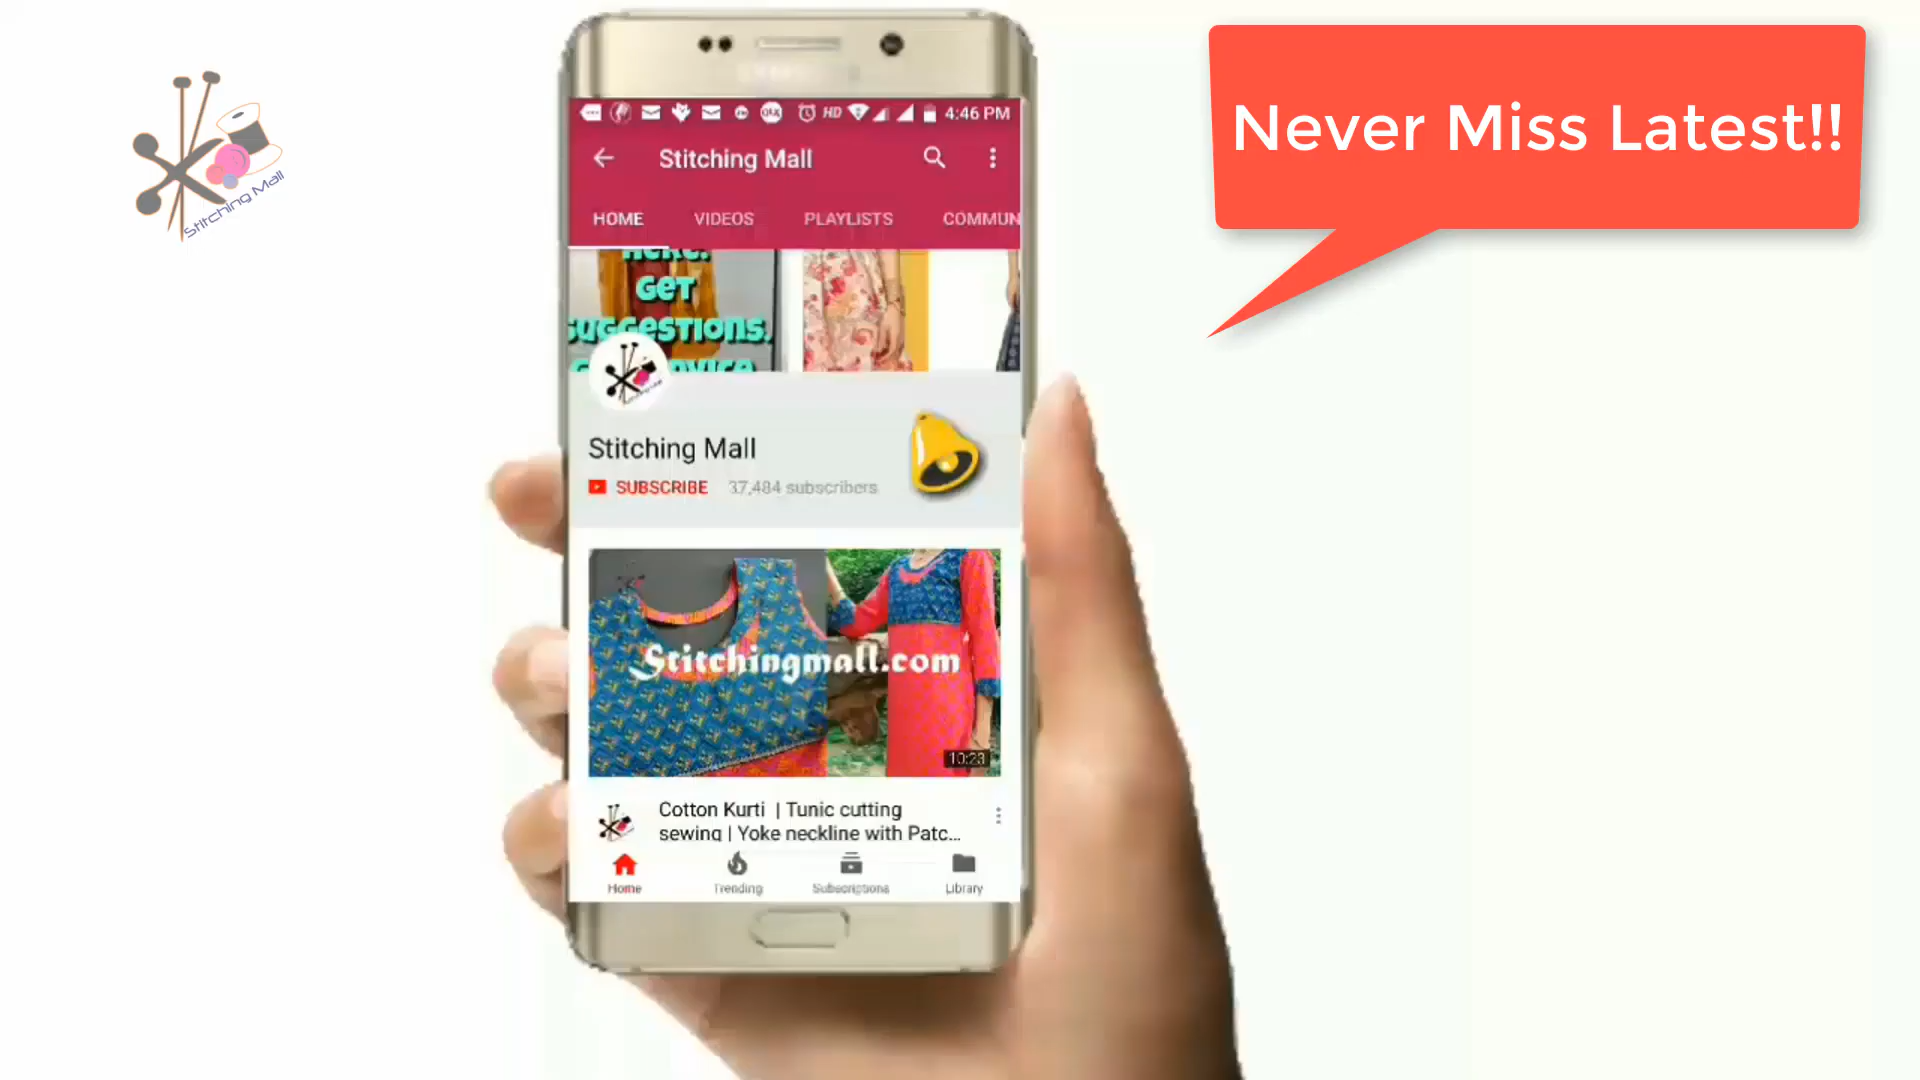 Stitching Mall
Never Miss Latest!!
HD 4:46 PM
Stitching Mall
HOME VIDEOS PLAYLISTS COMMUN
HERE.
GET
SUGGESTIONS.
Stitching Mall
SUBSCRIBE 37,484 subscribers
Stitchingmall.com
10:23
Cotton Kurti | Tunic cutting
sewing | Yoke neckline with Patc...
Home Trending Subscriptions Library